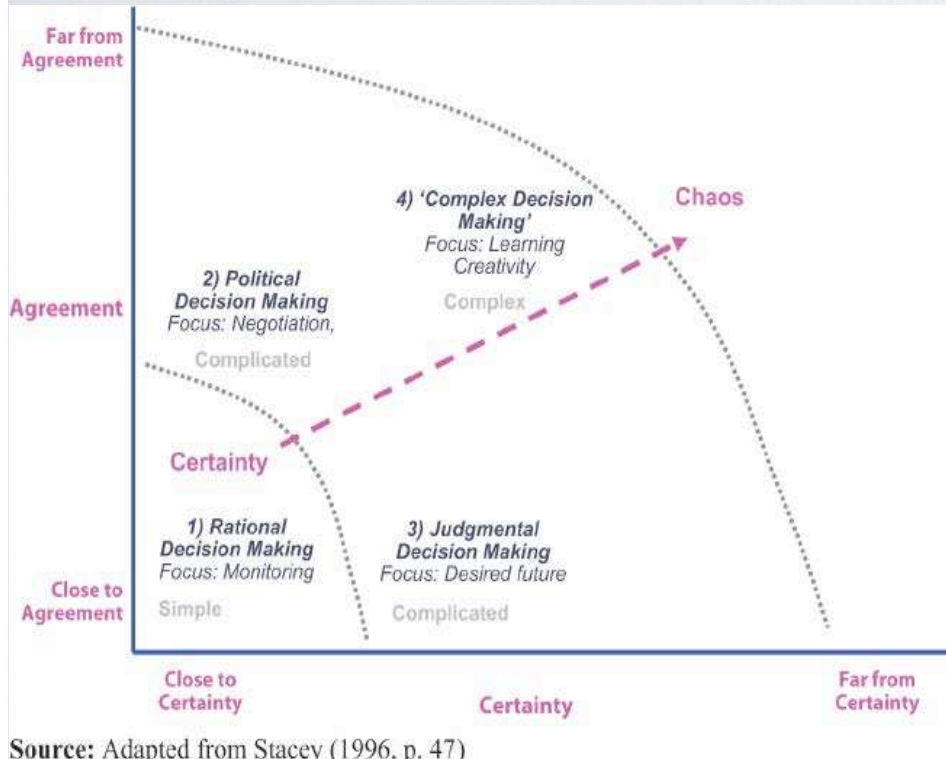 Far from
Agreement
4) ‘Complex Decision
Making’
Focus: Learning
Creativity
Complex
Chaos
2) Political
Decision Making
Focus: Negotiation,
Complicated
Agreement
Certainty
1) Rational
Decision Making
Focus: Monitoring
Simple
3) Judgmental
Decision Making
Focus: Desired future
Complicated
Close to
Agreement
Close to
Certainty
Certainty
Far from
Certainty
Source: Adapted from Stacey (1996, p. 47)